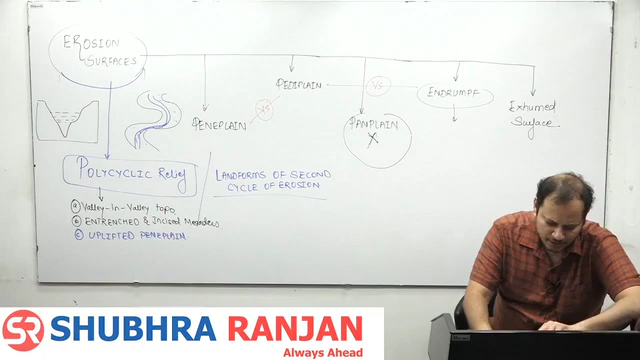 EROSION
SURFACES
PENEPLAIN
VS
PEDIPLAIN
VS
PANPLAIN
X
ENDRUMPF
Exhumed
Surface
POLYCYCLIC Relief
LANDFORMS OF SECOND
CYCLE OF EROSION
a Valley-In-Valley topo
b ENTRENCHED & Incised Meanders
c UPLIFTED PENEPLAIN
SR SHUBHRA RANJAN
Always Ahead